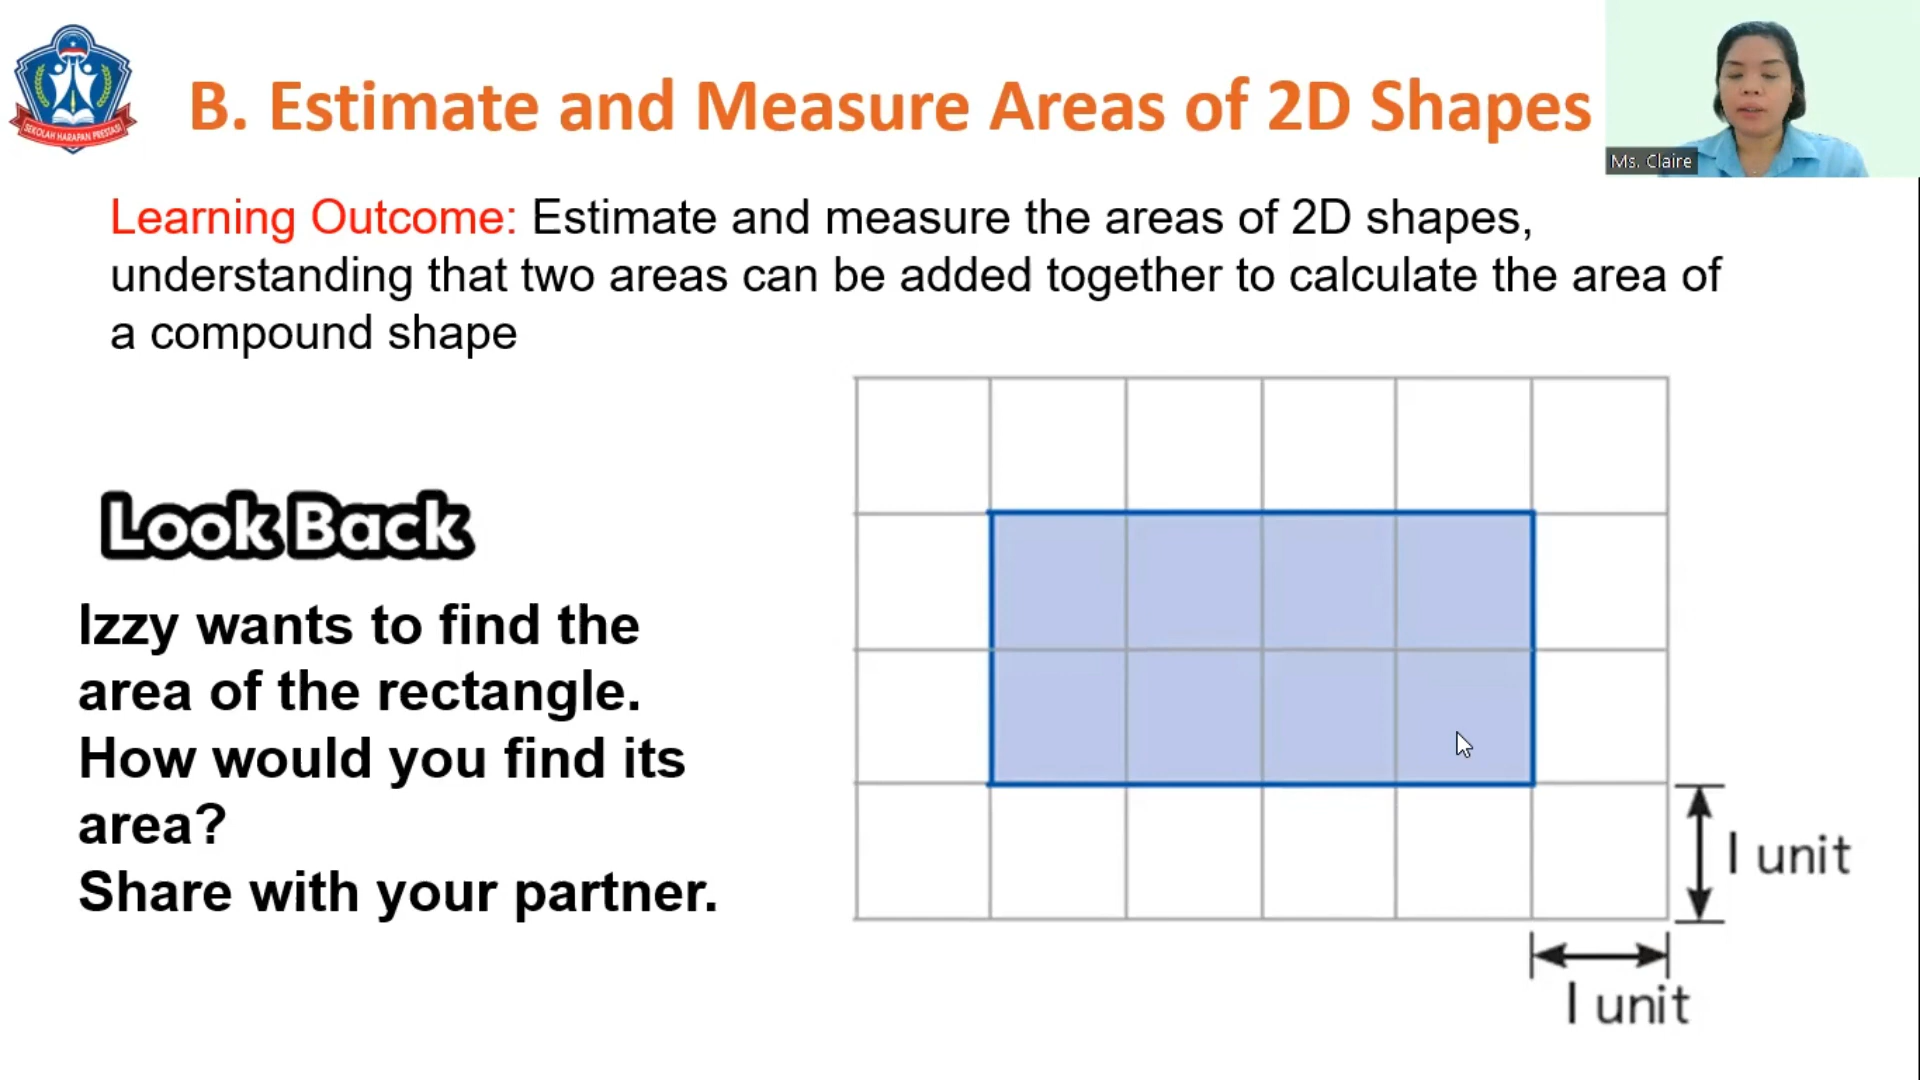 SEKOLAH HARAPAN PRESTASI
B. Estimate and Measure Areas of 2D Shapes
Ms. Claire
Learning Outcome: Estimate and measure the areas of 2D shapes,
understanding that two areas can be added together to calculate the area of
a compound shape
Look Back
Izzy wants to find the
area of the rectangle.
How would you find its
area?
Share with your partner.
1 unit
1 unit